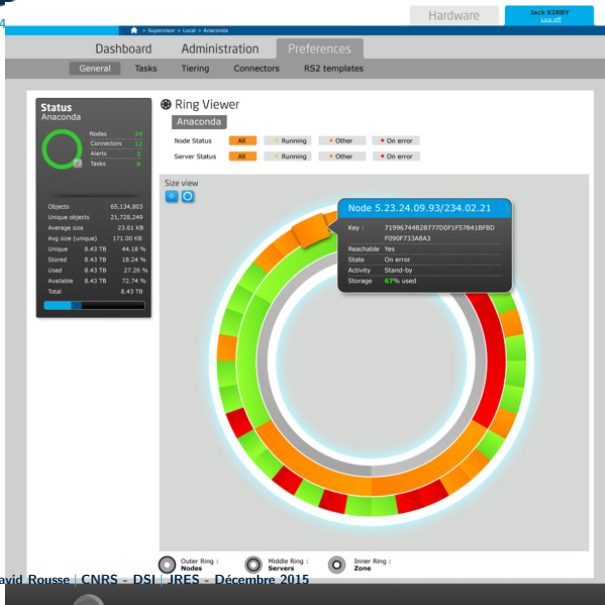 4
Hardware
Jack KIRBY
Log off
> Supervisor > Local > Anaconda
Dashboard Administration Preferences
General Tasks Tiering Connectors RS2 templates
Status
Anaconda
Nodes 24
Connectors 12
Alerts 3
Tasks
Objects 65,134,803
Unique objects 21,728,249
Average size 23.61 KB
Avg size (unique) 171.00 KB
Unique 8.43 TB 44.18 %
Stored 8.43 TB 18.24 %
Used 8.43 TB 27.26 %
Available 8.43 TB 72.74 %
Total 8.43 TB
Ring Viewer
Anaconda
Node Status All Running Other On error
Server Status All Running Other On error
Size view
Node 5.23.24.09.93/234.02.21
Key : 71996744B2B777D0F1F57B41BFBD
F090F733A8A3
Reachable Yes
State On error
Activity Stand-by
Storage 67% used
Outer Ring :
Nodes
Middle Ring :
Servers
Inner Ring :
Zone
avid Rousse | CNRS - DSI | JRES - Décembre 2015